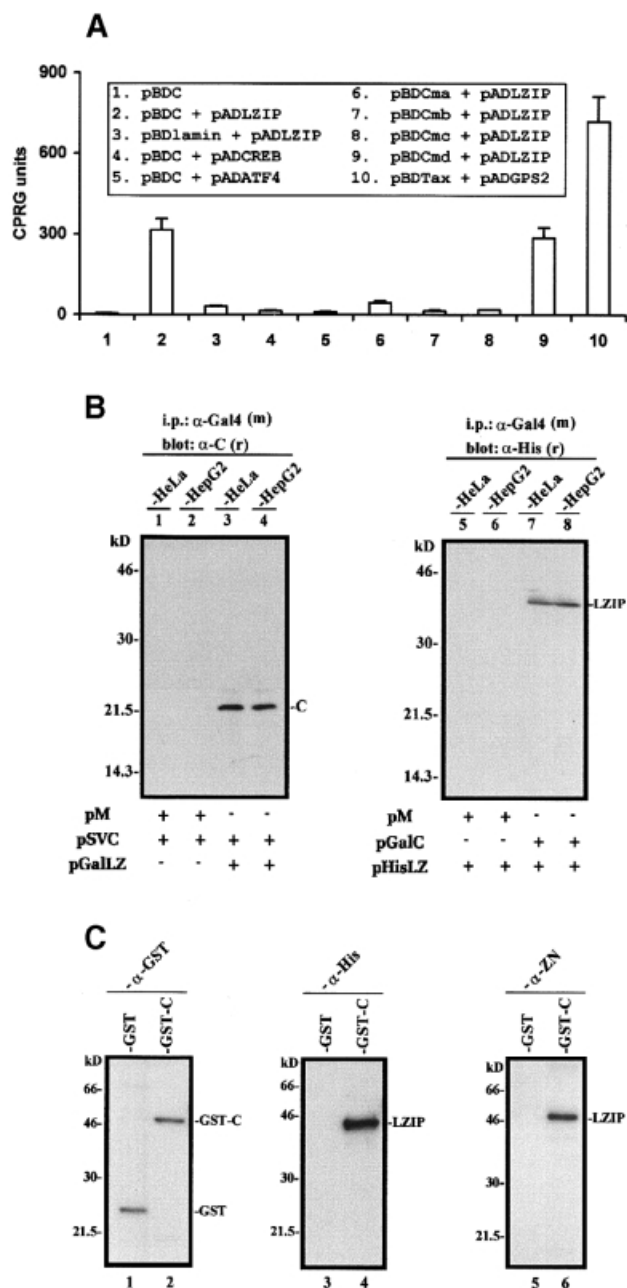 A
900
600
300
0
CPRG units
1. pBDC
2. pBDC + pADLZIP
3. pBDlamin + pADLZIP
4. pBDC + pADCREB
5. pBDC + pADATF4
6. pBDCma + pADLZIP
7. pBDCmb + pADLZIP
8. pBDCmc + pADLZIP
9. pBDCmd + pADLZIP
10. pBDTax + pADGPS2
1 2 3 4 5 6 7 8 9 10
B
i.p.: α-Gal4 (m)
blot: α-C (r)
-HeLa -HepG2 -HeLa -HepG2
1 2 3 4
kD
46-
30-
21.5-
14.3-
-C
pM + + - -
pSVC + + + +
pGalLZ - - + +
i.p.: α-Gal4 (m)
blot: α-His (r)
-HeLa -HepG2 -HeLa -HepG2
5 6 7 8
kD
46-
30-
21.5-
14.3-
-LZIP
pM + + - -
pGalC - - + +
pHisLZ + + + +
C
-α-GST
-GST -GST-C
kD
66-
46-
30-
21.5-
-GST-C
-GST
1 2
-α-His
-GST -GST-C
kD
66-
46-
30-
21.5-
-LZIP
3 4
-α-ZN
-GST -GST-C
kD
66-
46-
30-
21.5-
-LZIP
5 6